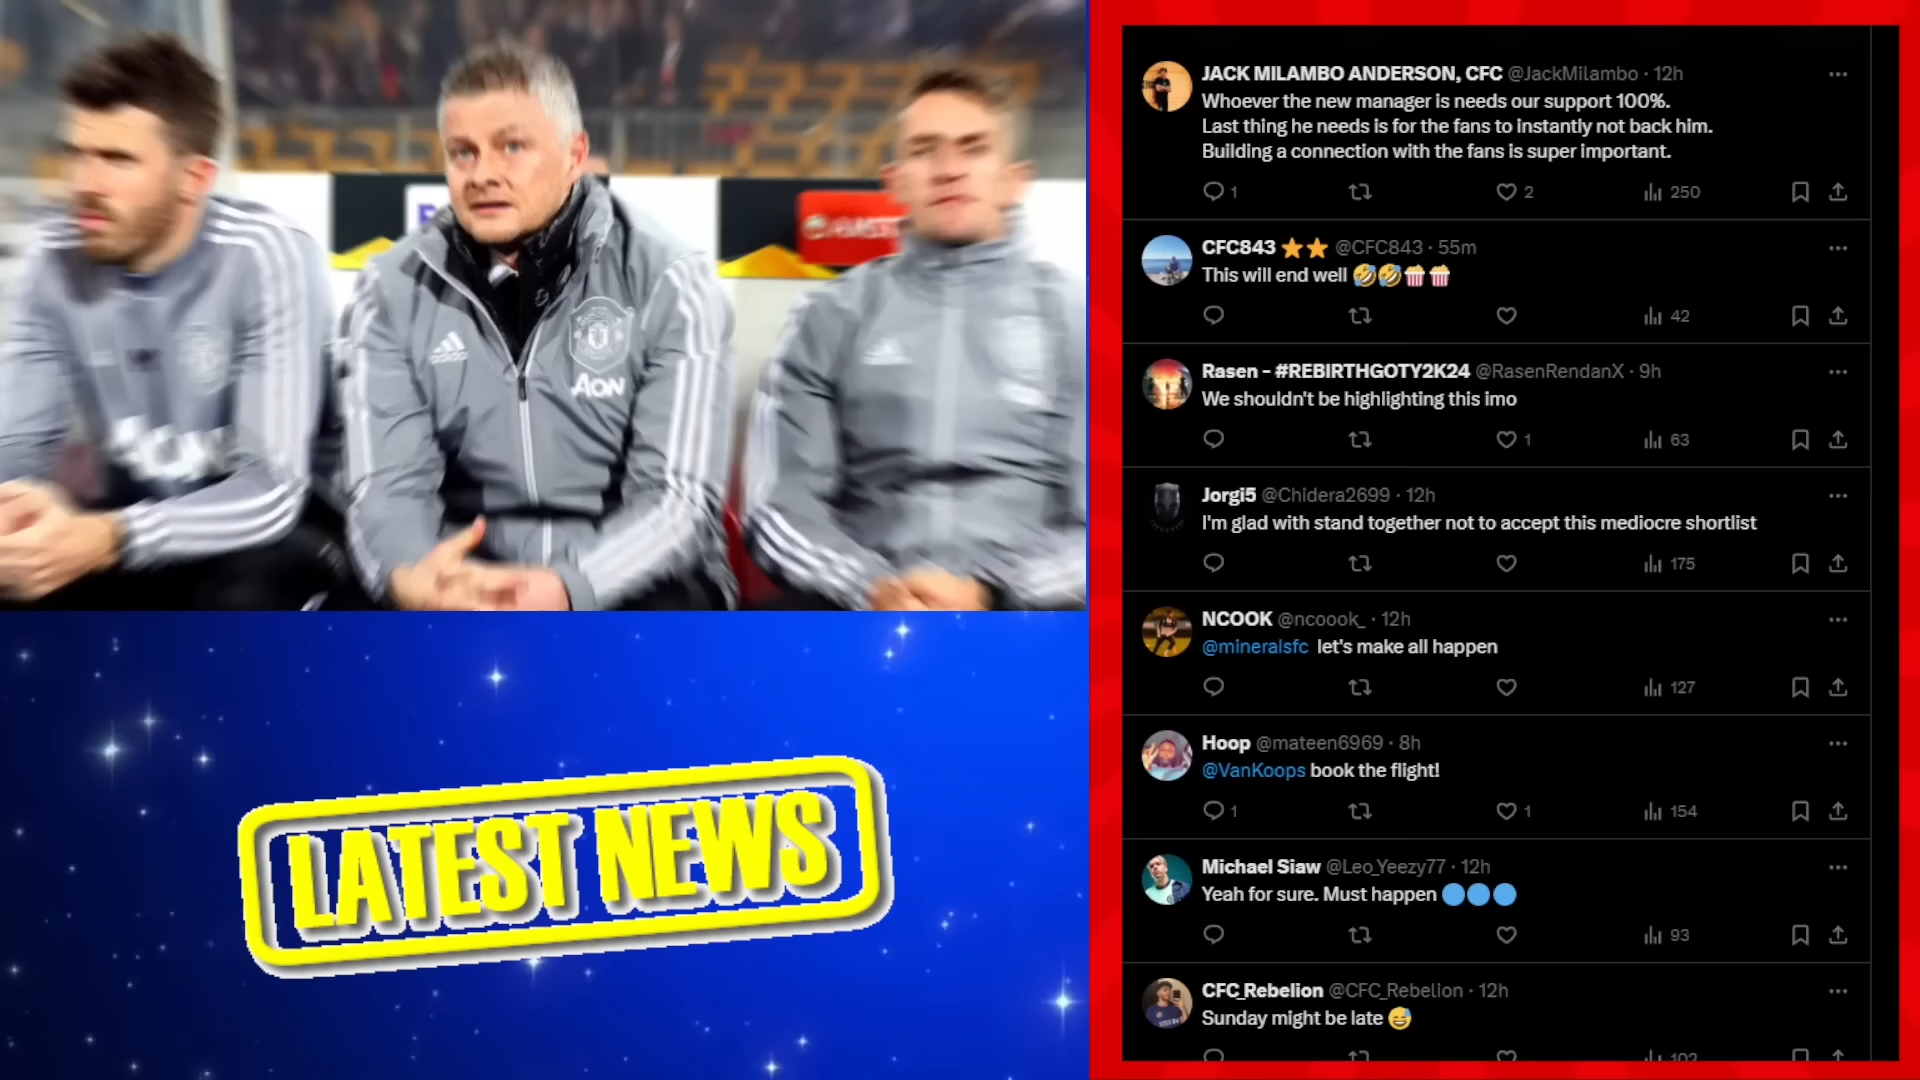 adidas
AON
LATEST NEWS
JACK MILAMBO ANDERSON, CFC @JackMilambo · 12h
Whoever the new manager is needs our support 100%.
Last thing he needs is for the fans to instantly not back him.
Building a connection with the fans is super important.
1 2 250
CFC843 ⭐⭐ @CFC843 · 55m
This will end well 🤣🤣🍿🍿
42
Rasen - #REBIRTHGOTY2K24 @RasenRendanX · 9h
We shouldn't be highlighting this imo
1 63
Jorgi5 @Chidera2699 · 12h
I'm glad with stand together not to accept this mediocre shortlist
175
NCOOK @ncoook_ · 12h
@mineralsfc let's make all happen
127
Hoop @mateen6969 · 8h
@VanKoops book the flight!
1 1 154
Michael Siaw @Leo_Yeezy77 · 12h
Yeah for sure. Must happen 🔵🔵🔵
93
CFC_Rebelion @CFC_Rebelion · 12h
Sunday might be late 😅
102